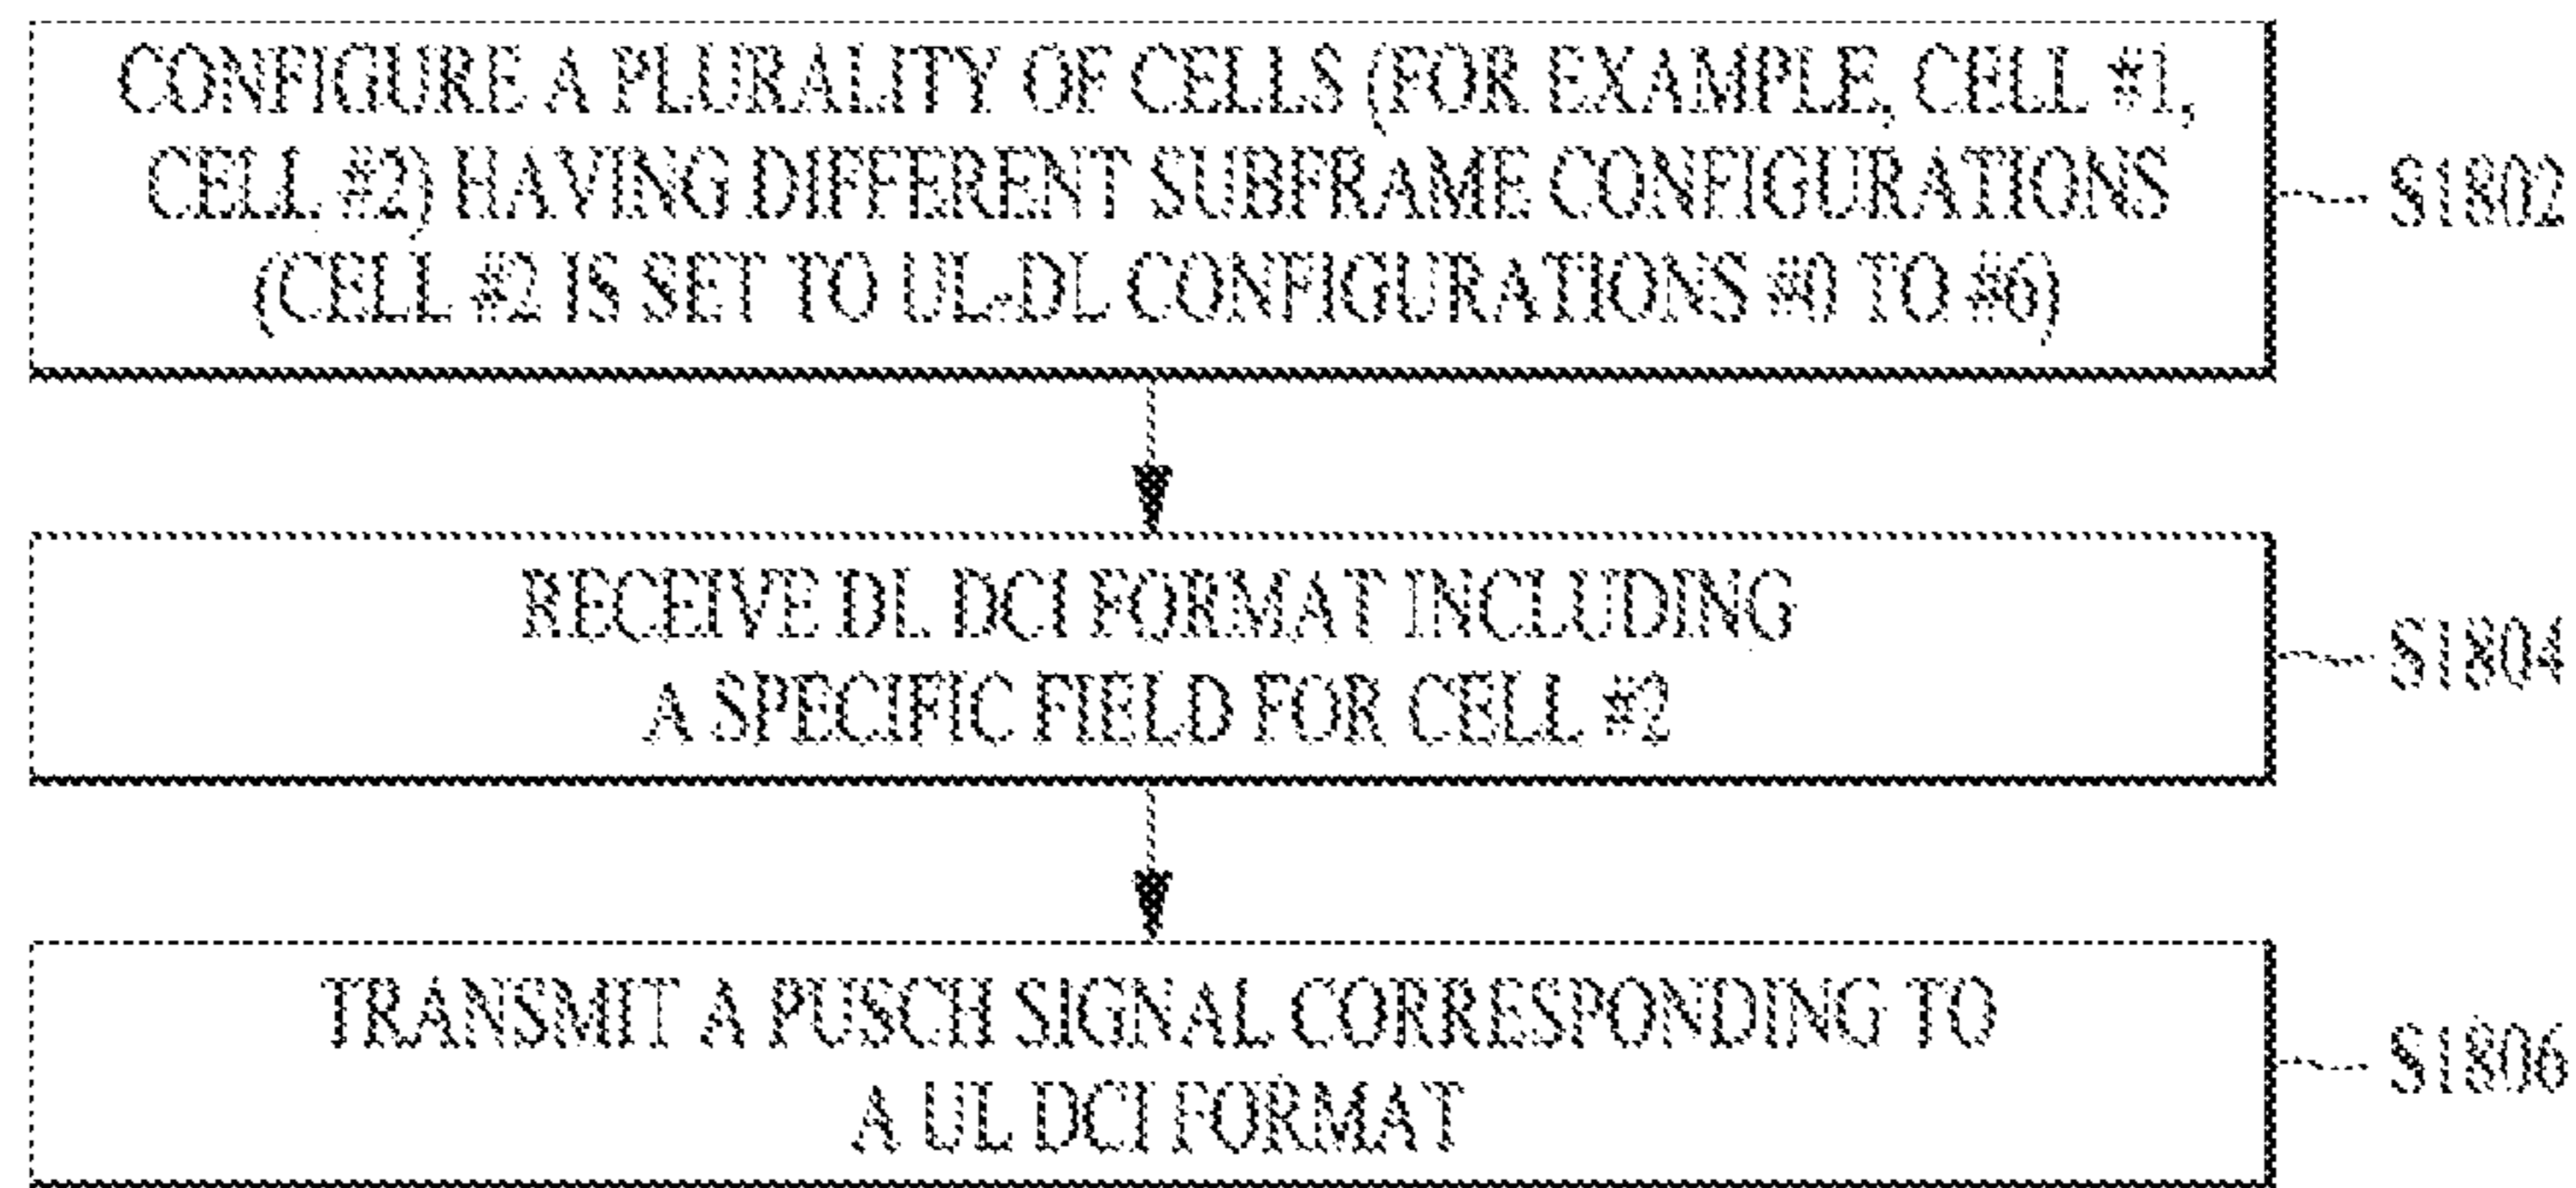 CONFIGURE A PLURALITY OF CELLS (FOR EXAMPLE, CELL #1,
CELL #2) HAVING DIFFERENT SUBFRAME CONFIGURATIONS
(CELL #2 IS SET TO UL-DL CONFIGURATIONS #0 TO #6)
S1802
RECEIVE DL DCI FORMAT INCLUDING
A SPECIFIC FIELD FOR CELL #2
S1804
TRANSMIT A PUSCH SIGNAL CORRESPONDING TO
A UL DCI FORMAT
S1806